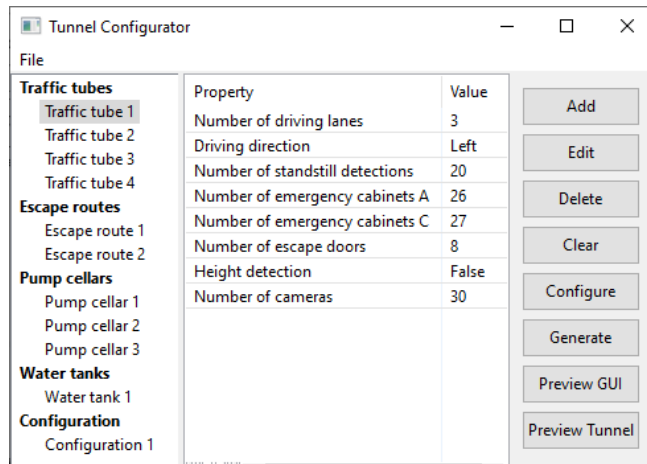 Tunnel Configurator
File
Traffic tubes
Traffic tube 1
Traffic tube 2
Traffic tube 3
Traffic tube 4
Escape routes
Escape route 1
Escape route 2
Pump cellars
Pump cellar 1
Pump cellar 2
Pump cellar 3
Water tanks
Water tank 1
Configuration
Configuration 1
Property Value
Number of driving lanes 3
Driving direction Left
Number of standstill detections 20
Number of emergency cabinets A 26
Number of emergency cabinets C 27
Number of escape doors 8
Height detection False
Number of cameras 30
Add
Edit
Delete
Clear
Configure
Generate
Preview GUI
Preview Tunnel